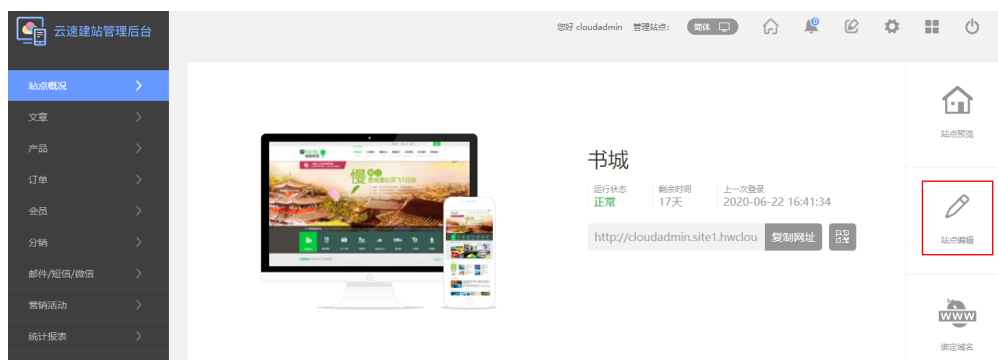 云速建站管理后台
您好 cloudadmin 管理站点： 简体
0
站点概况
文章
产品
订单
会员
分销
邮件/短信/微信
营销活动
统计报表
慢
书城
运行状态 剩余时间 上一次登录
正常 17天 2020-06-22 16:41:34
http://cloudadmin.site1.hwclou 复制网址
站点预览
站点编辑
WWW
绑定域名